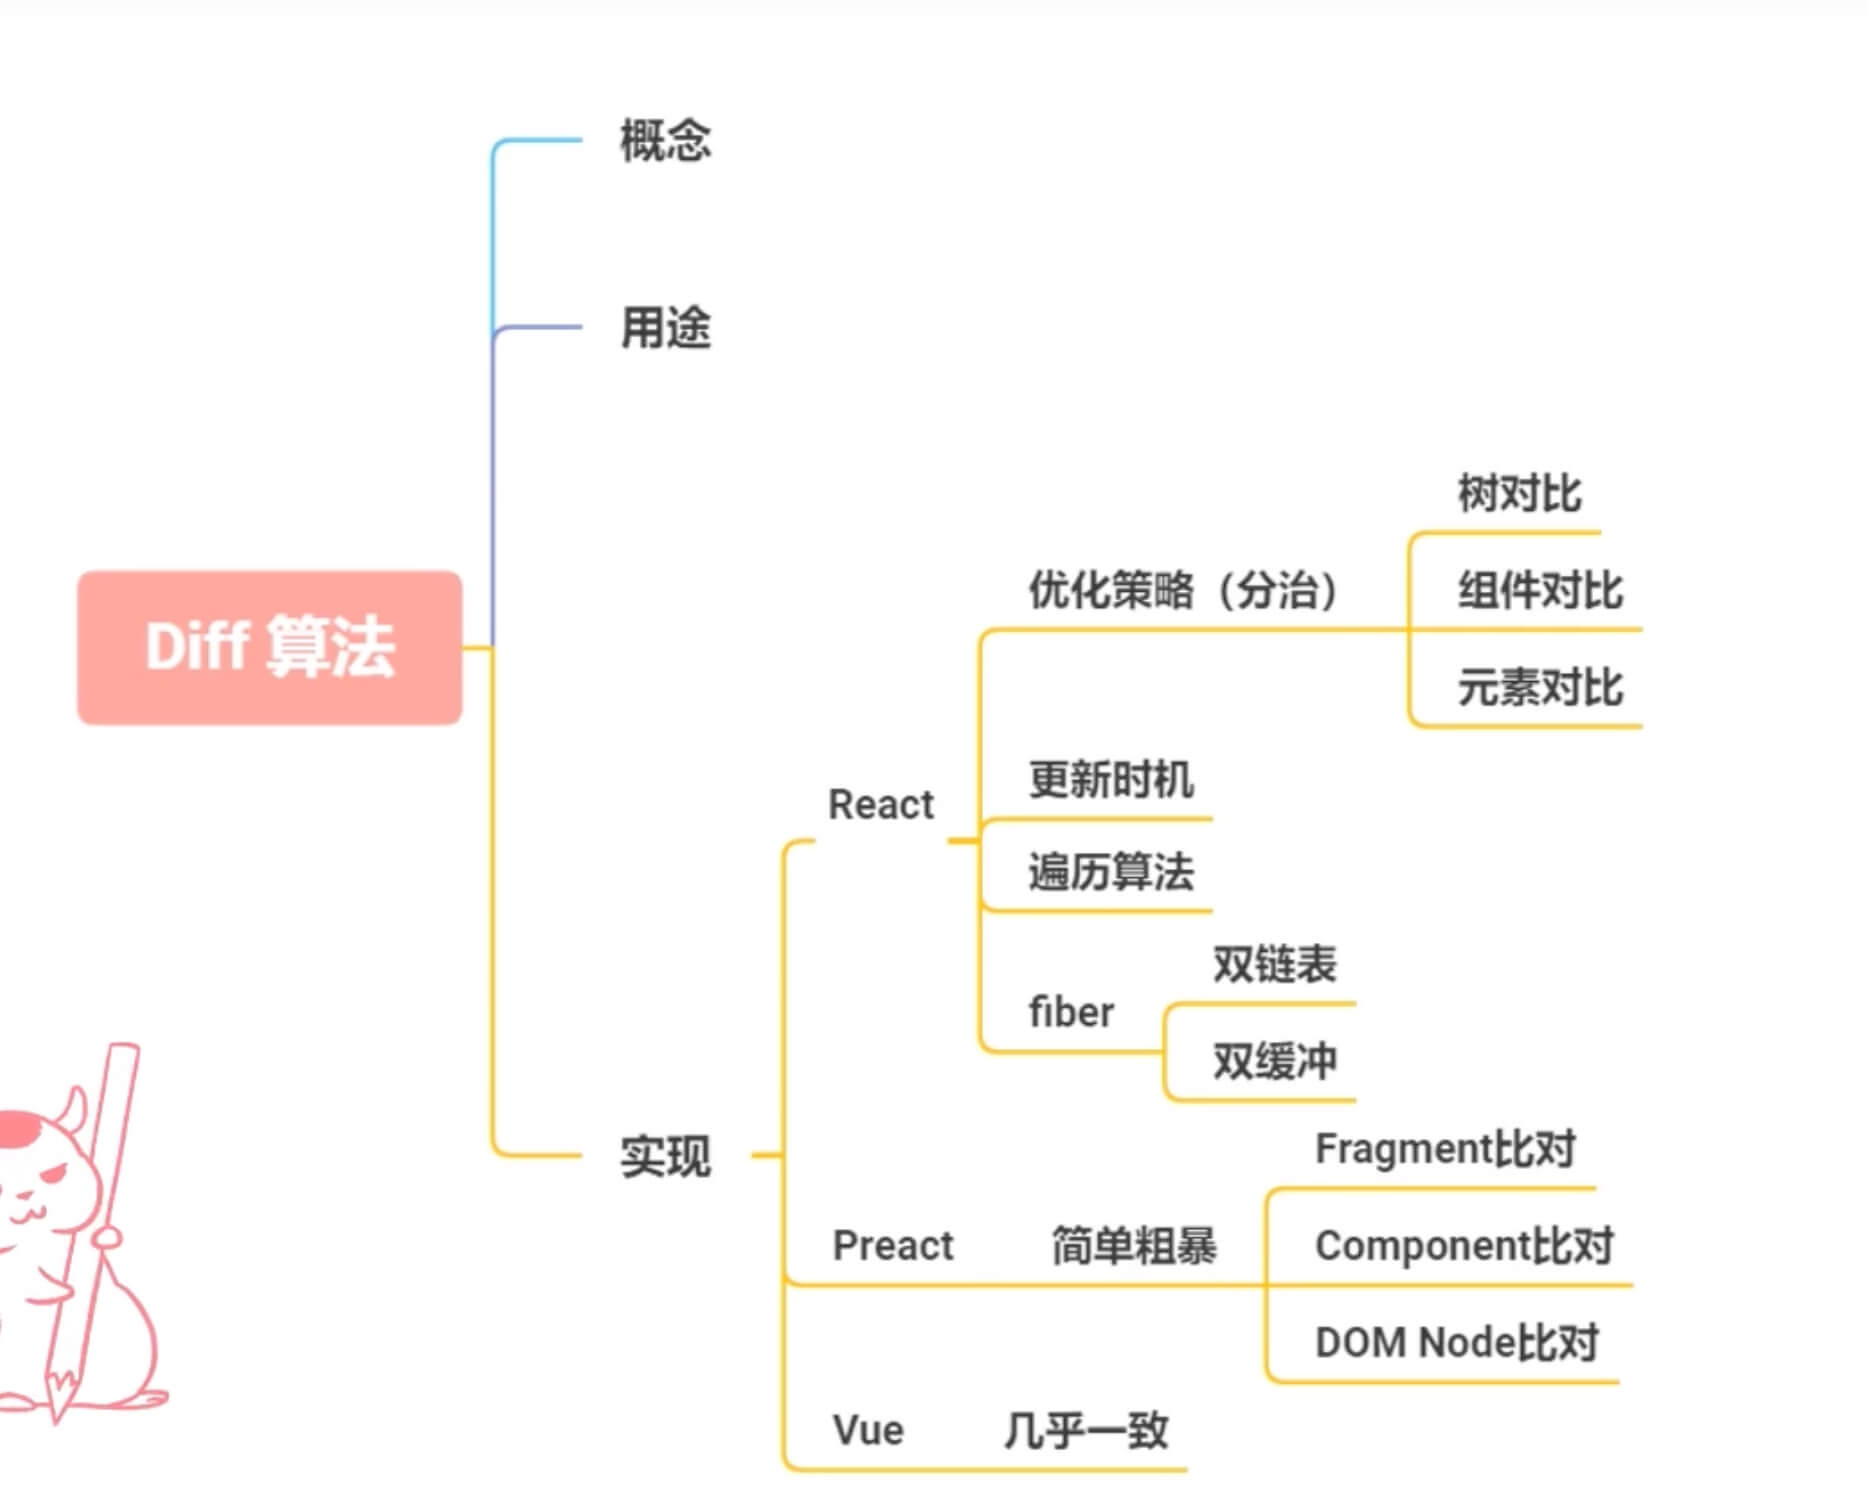 概念
用途
Diff 算法
实现
React
优化策略（分治）
树对比
组件对比
元素对比
更新时机
遍历算法
fiber
双链表
双缓冲
Preact
简单粗暴
Fragment比对
Component比对
DOM Node比对
Vue
几乎一致